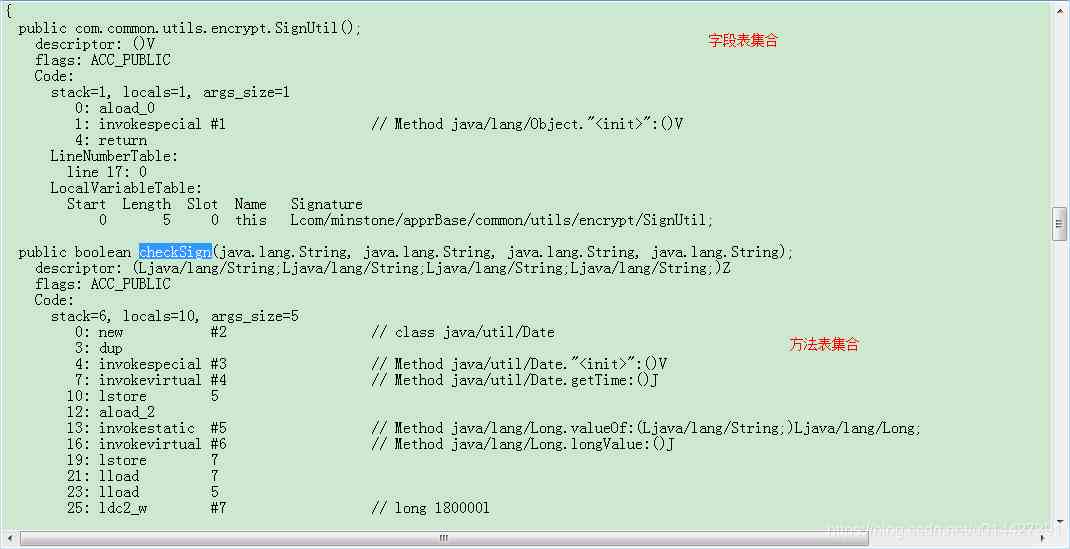 {
public com.common.utils.encrypt.SignUtil();
字段表集合
descriptor: ()V
flags: ACC_PUBLIC
Code:
stack=1, locals=1, args_size=1
0: aload_0
1: invokespecial #1 // Method java/lang/Object."<init>":()V
4: return
LineNumberTable:
line 17: 0
LocalVariableTable:
Start Length Slot Name Signature
0 5 0 this Lcom/minstone/apprBase/common/utils/encrypt/SignUtil;
public boolean checkSign(java.lang.String, java.lang.String, java.lang.String, java.lang.String);
descriptor: (Ljava/lang/String;Ljava/lang/String;Ljava/lang/String;Ljava/lang/String;)Z
flags: ACC_PUBLIC
Code:
stack=6, locals=10, args_size=5
0: new #2 // class java/util/Date
3: dup
方法表集合
4: invokespecial #3 // Method java/util/Date."<init>":()V
7: invokevirtual #4 // Method java/util/Date.getTime:()J
10: lstore 5
12: aload_2
13: invokestatic #5 // Method java/lang/Long.valueOf:(Ljava/lang/String;)Ljava/lang/Long;
16: invokevirtual #6 // Method java/lang/Long.longValue:()J
19: lstore 7
21: lload 7
23: lload 5
25: ldc2_w #7 // long 180000l